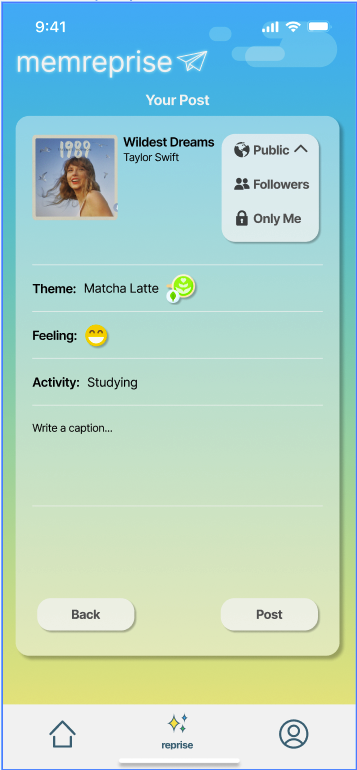 9:41
memreprise
Your Post
1989
Wildest Dreams
Taylor Swift
Public
Followers
Only Me
Theme: Matcha Latte
Feeling:
Activity: Studying
Write a caption...
Back
Post
reprise